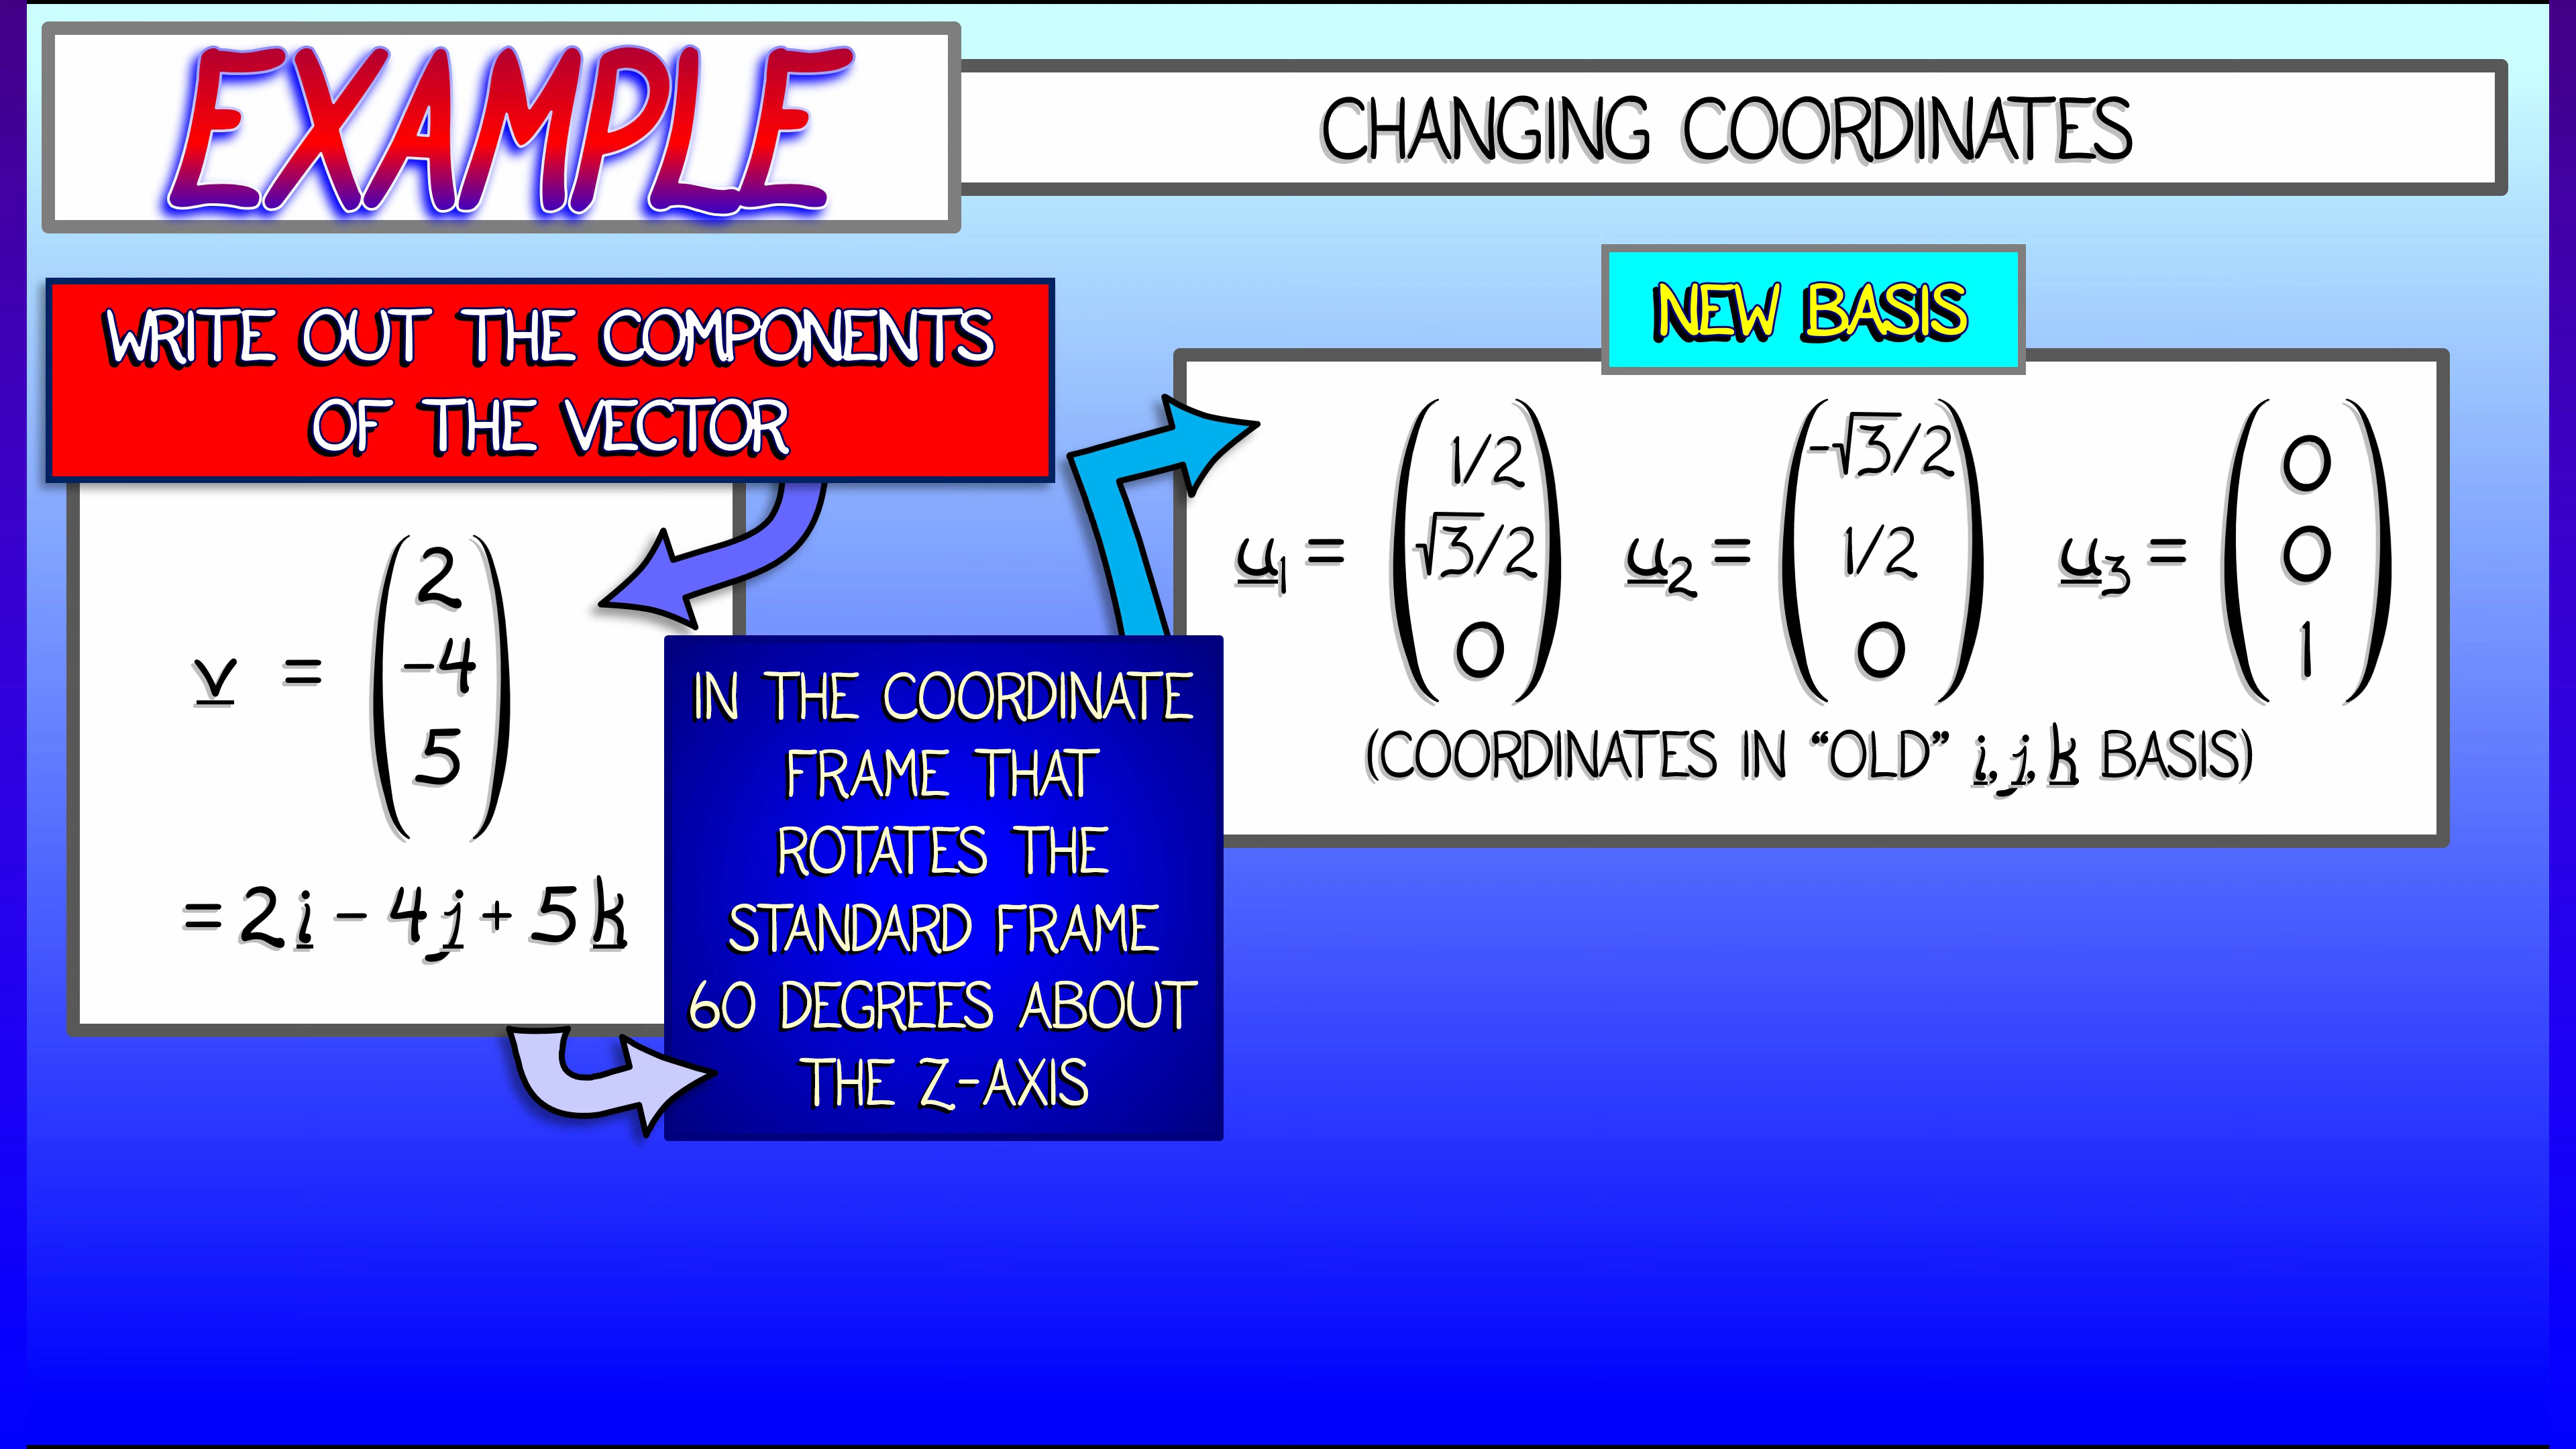 EXAMPLE
CHANGING COORDINATES
WRITE OUT THE COMPONENTS
OF THE VECTOR
v = (2
-4
5)
= 2i - 4j + 5k
IN THE COORDINATE
FRAME THAT
ROTATES THE
STANDARD FRAME
60 DEGREES ABOUT
THE Z-AXIS
NEW BASIS
u1 = (1/2
√3/2
0)
u2 = (-√3/2
1/2
0)
u3 = (0
0
1)
(COORDINATES IN “OLD” i, j, k BASIS)